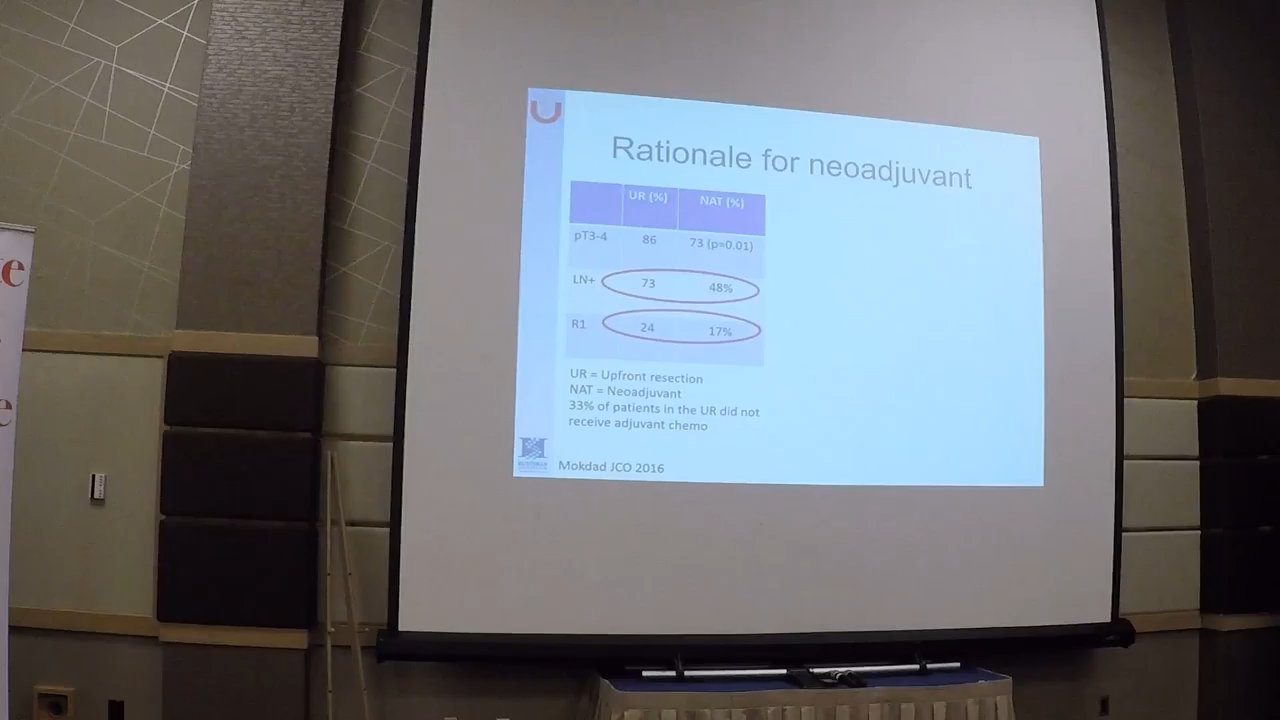 Rationale for neoadjuvant
UR (%) NAT (%)
pT3-4 86 73 (p=0.01)
LN+ 73 48%
R1 24 17%
UR = Upfront resection
NAT = Neoadjuvant
33% of patients in the UR did not
receive adjuvant chemo
Mokdad JCO 2016
e
e